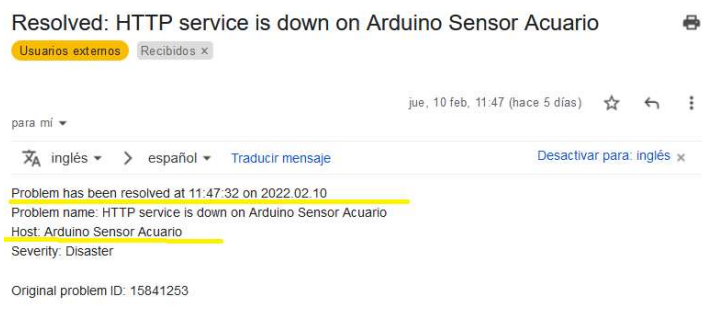 Resolved: HTTP service is down on Arduino Sensor Acuario
Usuarios externos Recibidos ×
jue, 10 feb, 11:47 (hace 5 días)
para mí
inglés español Traducir mensaje Desactivar para: inglés ×
Problem has been resolved at 11:47:32 on 2022.02.10
Problem name: HTTP service is down on Arduino Sensor Acuario
Host: Arduino Sensor Acuario
Severity: Disaster
Original problem ID: 15841253